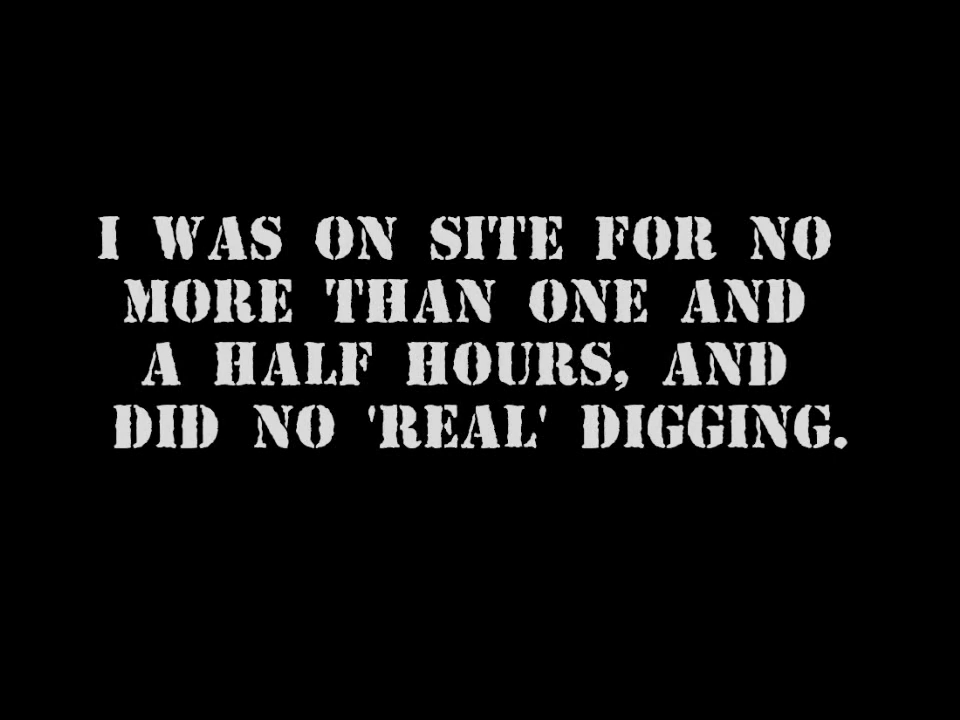 I WAS ON SITE FOR NO
MORE THAN ONE AND
A HALF HOURS, AND
DID NO 'REAL' DIGGING.